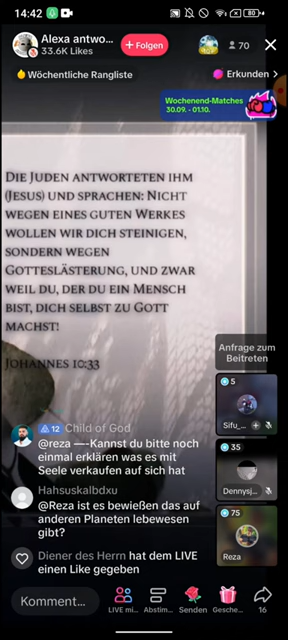 14:42
80
Alexa antwo...
33.6K Likes
+ Folgen
70
Wöchentliche Rangliste
Erkunden
Wochenend-Matches
30.09. - 01.10.
Die Juden antworteten ihm
(Jesus) und sprachen: Nicht
wegen eines guten Werkes
wollen wir dich steinigen,
sondern wegen
Gotteslästerung, und zwar
weil du, der du ein Mensch
bist, dich selbst zu Gott
machst!
Johannes 10:33
Anfrage zum
Beitreten
5
Sifu_...
35
Dennysj...
75
Reza
12 Child of God
@reza —-Kannst du bitte noch
einmal erklären was es mit
Seele verkaufen auf sich hat
Hahsuskalbdxu
@Reza ist es bewießen das auf
anderen Planeten lebewesen
gibt?
Diener des Herrn hat dem LIVE
einen Like gegeben
Komment...
LIVE mi...
Abstim...
Senden
Gesche...
16